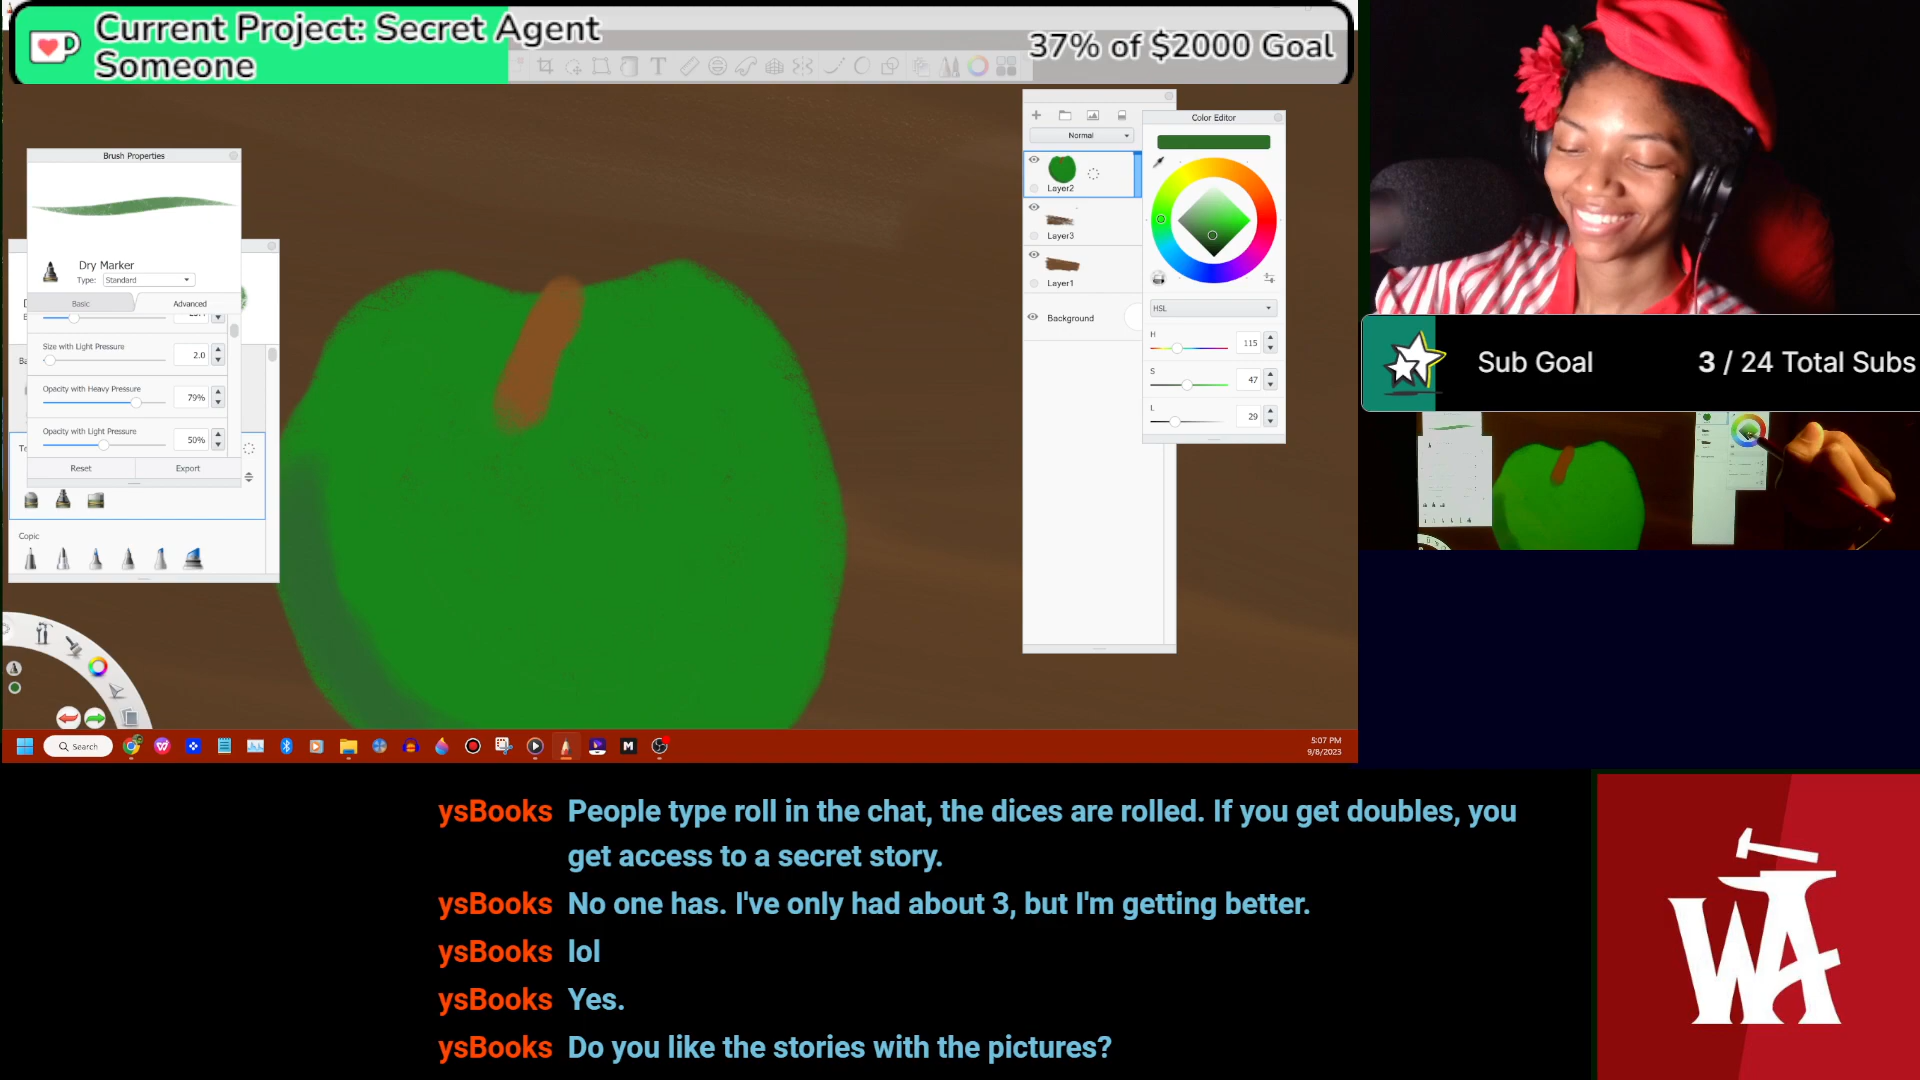 Current Project: Secret Agent
Someone
37% of $2000 Goal
T
Brush Properties
Dry Marker
Type: Standard
Basic
Advanced
Size with Light Pressure
2.0
Opacity with Heavy Pressure
79%
Opacity with Light Pressure
50%
Reset
Export
Copic
Normal
Layer2
Layer3
Layer1
Background
Color Editor
HSL
H
115
S
47
L
29
Sub Goal
3 / 24 Total Subs
Search
M
5:07 PM
9/8/2023
ysBooks People type roll in the chat, the dices are rolled. If you get doubles, you
get access to a secret story.
ysBooks No one has. I've only had about 3, but I'm getting better.
ysBooks lol
ysBooks Yes.
ysBooks Do you like the stories with the pictures?
WA